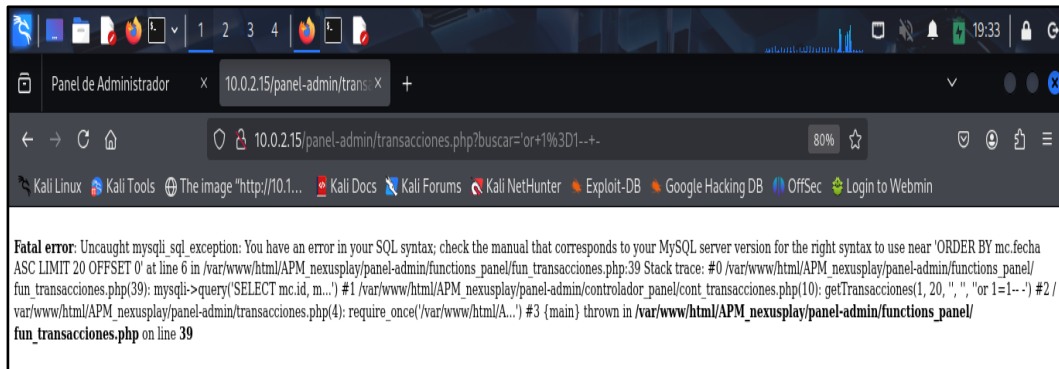 1 2 3 4 19:33
Panel de Administrador × 10.0.2.15/panel-admin/trans × +
10.0.2.15/panel-admin/transacciones.php?buscar='or+1%3D1--+- 80%
Kali Linux Kali Tools The image "http://10.1... Kali Docs Kali Forums Kali NetHunter Exploit-DB Google Hacking DB OffSec Login to Webmin
Fatal error: Uncaught mysqli_sql_exception: You have an error in your SQL syntax; check the manual that corresponds to your MySQL server version for the right syntax to use near 'ORDER BY mc.fecha
ASC LIMIT 20 OFFSET 0' at line 6 in /var/www/html/APM_nexusplay/panel-admin/functions_panel/fun_transacciones.php:39 Stack trace: #0 /var/www/html/APM_nexusplay/panel-admin/functions_panel/
fun_transacciones.php(39): mysqli->query('SELECT mc.id, m...') #1 /var/www/html/APM_nexusplay/panel-admin/controlador_panel/cont_transacciones.php(10): getTransacciones(1, 20, '', '', ''or 1=1-- -') #2 /
var/www/html/APM_nexusplay/panel-admin/transacciones.php(4): require_once('/var/www/html/A...') #3 {main} thrown in /var/www/html/APM_nexusplay/panel-admin/functions_panel/
fun_transacciones.php on line 39